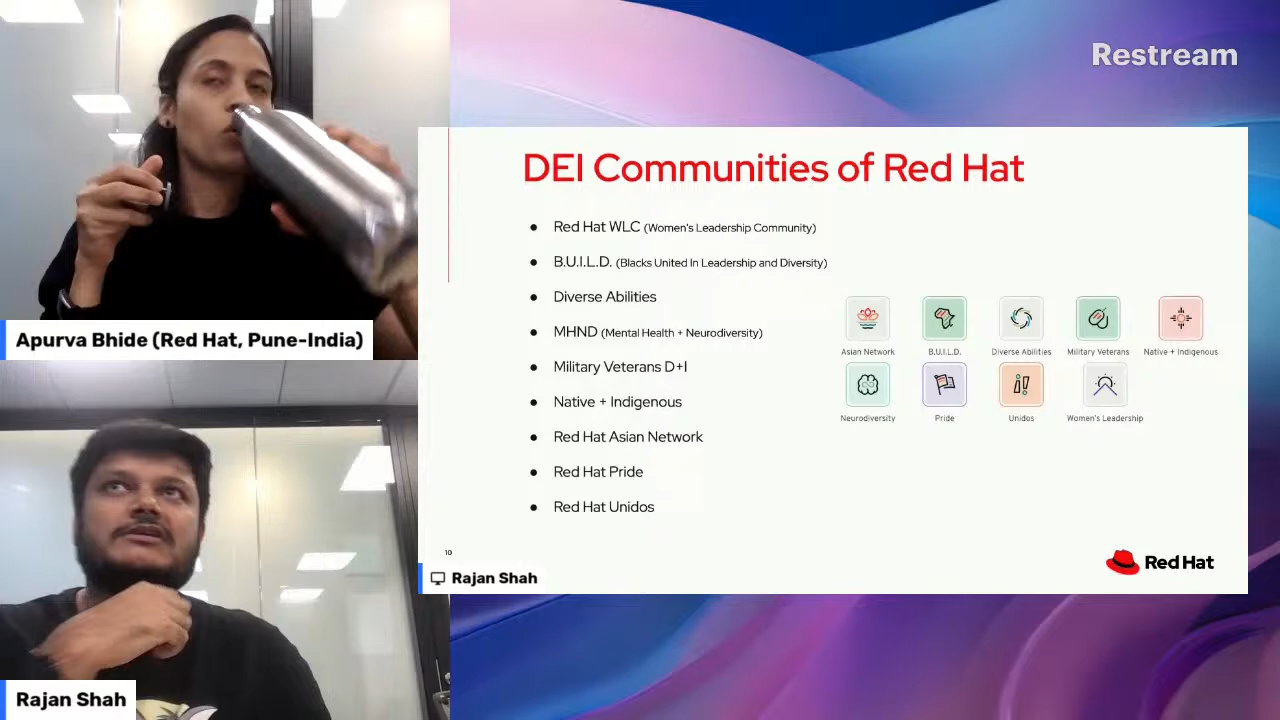 Restream
Apurva Bhide (Red Hat, Pune-India)
Rajan Shah
DEI Communities of Red Hat
● Red Hat WLC (Women's Leadership Community)
● B.U.I.L.D. (Blacks United In Leadership and Diversity)
● Diverse Abilities
● MHND (Mental Health + Neurodiversity)
● Military Veterans D+I
● Native + Indigenous
● Red Hat Asian Network
● Red Hat Pride
● Red Hat Unidos
Asian Network
B.U.I.L.D.
Diverse Abilities
Military Veterans
Native + Indigenous
Neurodiversity
Pride
Unidos
Women's Leadership
10
Red Hat
Rajan Shah